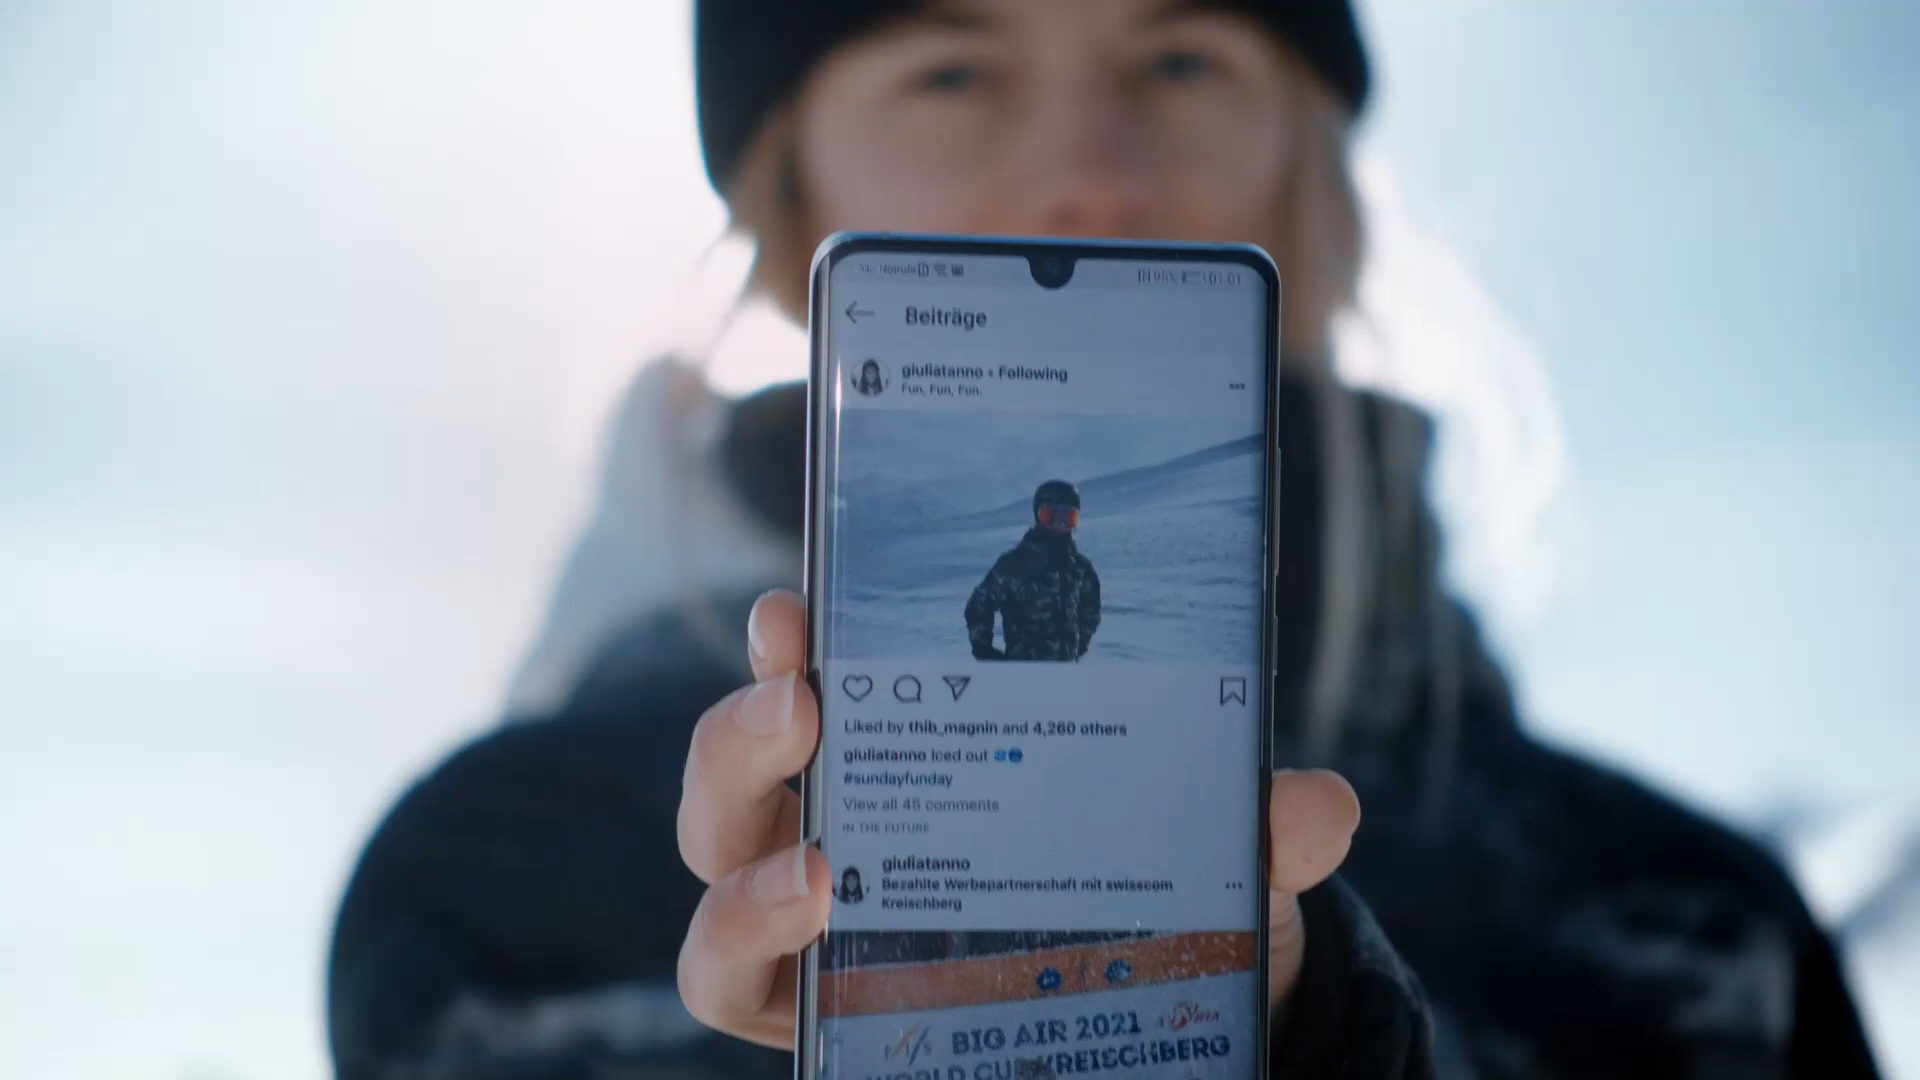 Beiträge
giuliatanno • Following
Fun, Fun, Fun.
Liked by thib_magnin and 4,260 others
giuliatanno Iced out
#sundayfunday
View all 45 comments
IN THE FUTURE
giuliatanno
Bezahlte Werbepartnerschaft mit swisscom
Kreischberg
BIG AIR 2021
WORLD CUP KREISCHBERG